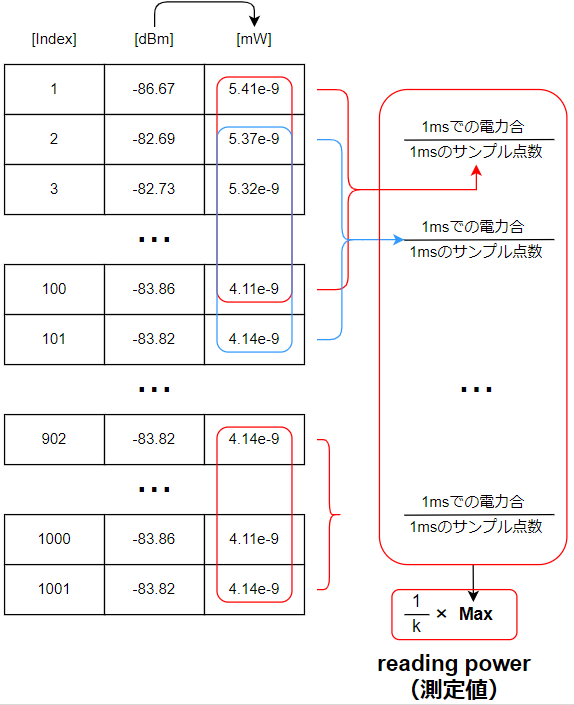 [Index] [dBm] [mW]
1 -86.67 5.41e-9
2 -82.69 5.37e-9
3 -82.73 5.32e-9
...
100 -83.86 4.11e-9
101 -83.82 4.14e-9
...
902 -83.82 4.14e-9
...
1000 -83.86 4.11e-9
1001 -83.82 4.14e-9
1msでの電力合
1msのサンプル点数
1msでの電力合
1msのサンプル点数
...
1msでの電力合
1msのサンプル点数
1
k
× Max
reading power
（測定値）